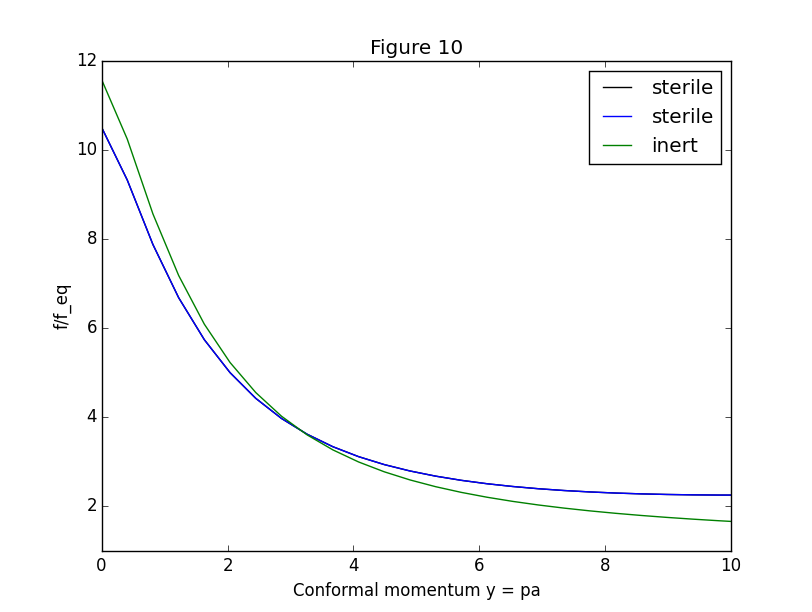 Figure 10
12
10
8
6
4
2
f/f_eq
sterile
sterile
inert
0
2
4
6
8
10
Conformal momentum y = pa